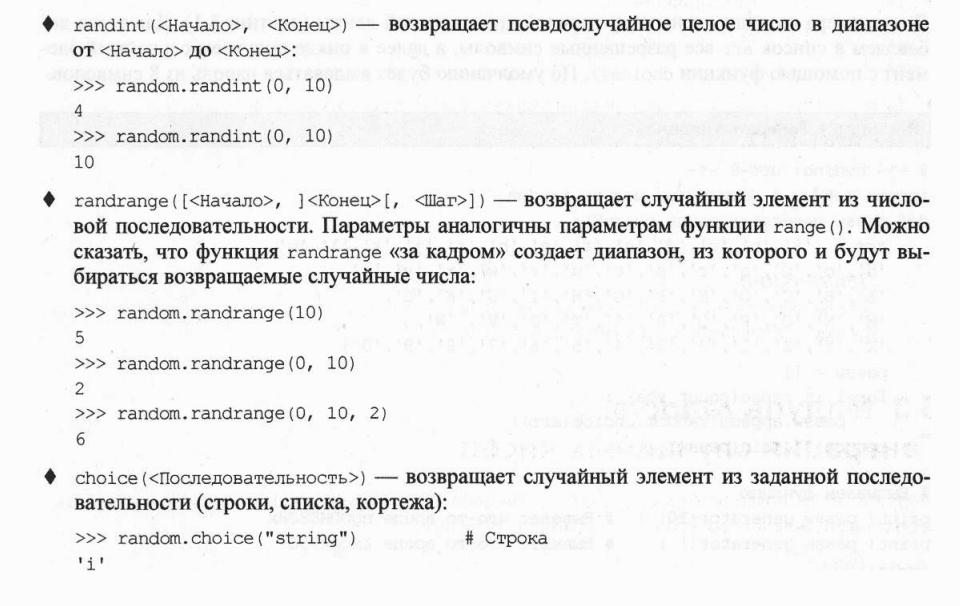 ♦ randint(<Начало>, <Конец>) — возвращает псевдослучайное целое число в диапазоне
от <Начало> до <Конец>:
>>> random.randint(0, 10)
4
>>> random.randint(0, 10)
10
♦ randrange([<Начало>, ]<Конец>[, <Шаг>]) — возвращает случайный элемент из число-
вой последовательности. Параметры аналогичны параметрам функции range(). Можно
сказать, что функция randrange «за кадром» создает диапазон, из которого и будут вы-
бираться возвращаемые случайные числа:
>>> random.randrange(10)
5
>>> random.randrange(0, 10)
2
>>> random.randrange(0, 10, 2)
6
♦ choice(<Последовательность>) — возвращает случайный элемент из заданной последо-
вательности (строки, списка, кортежа):
>>> random.choice("string") # Строка
'i'